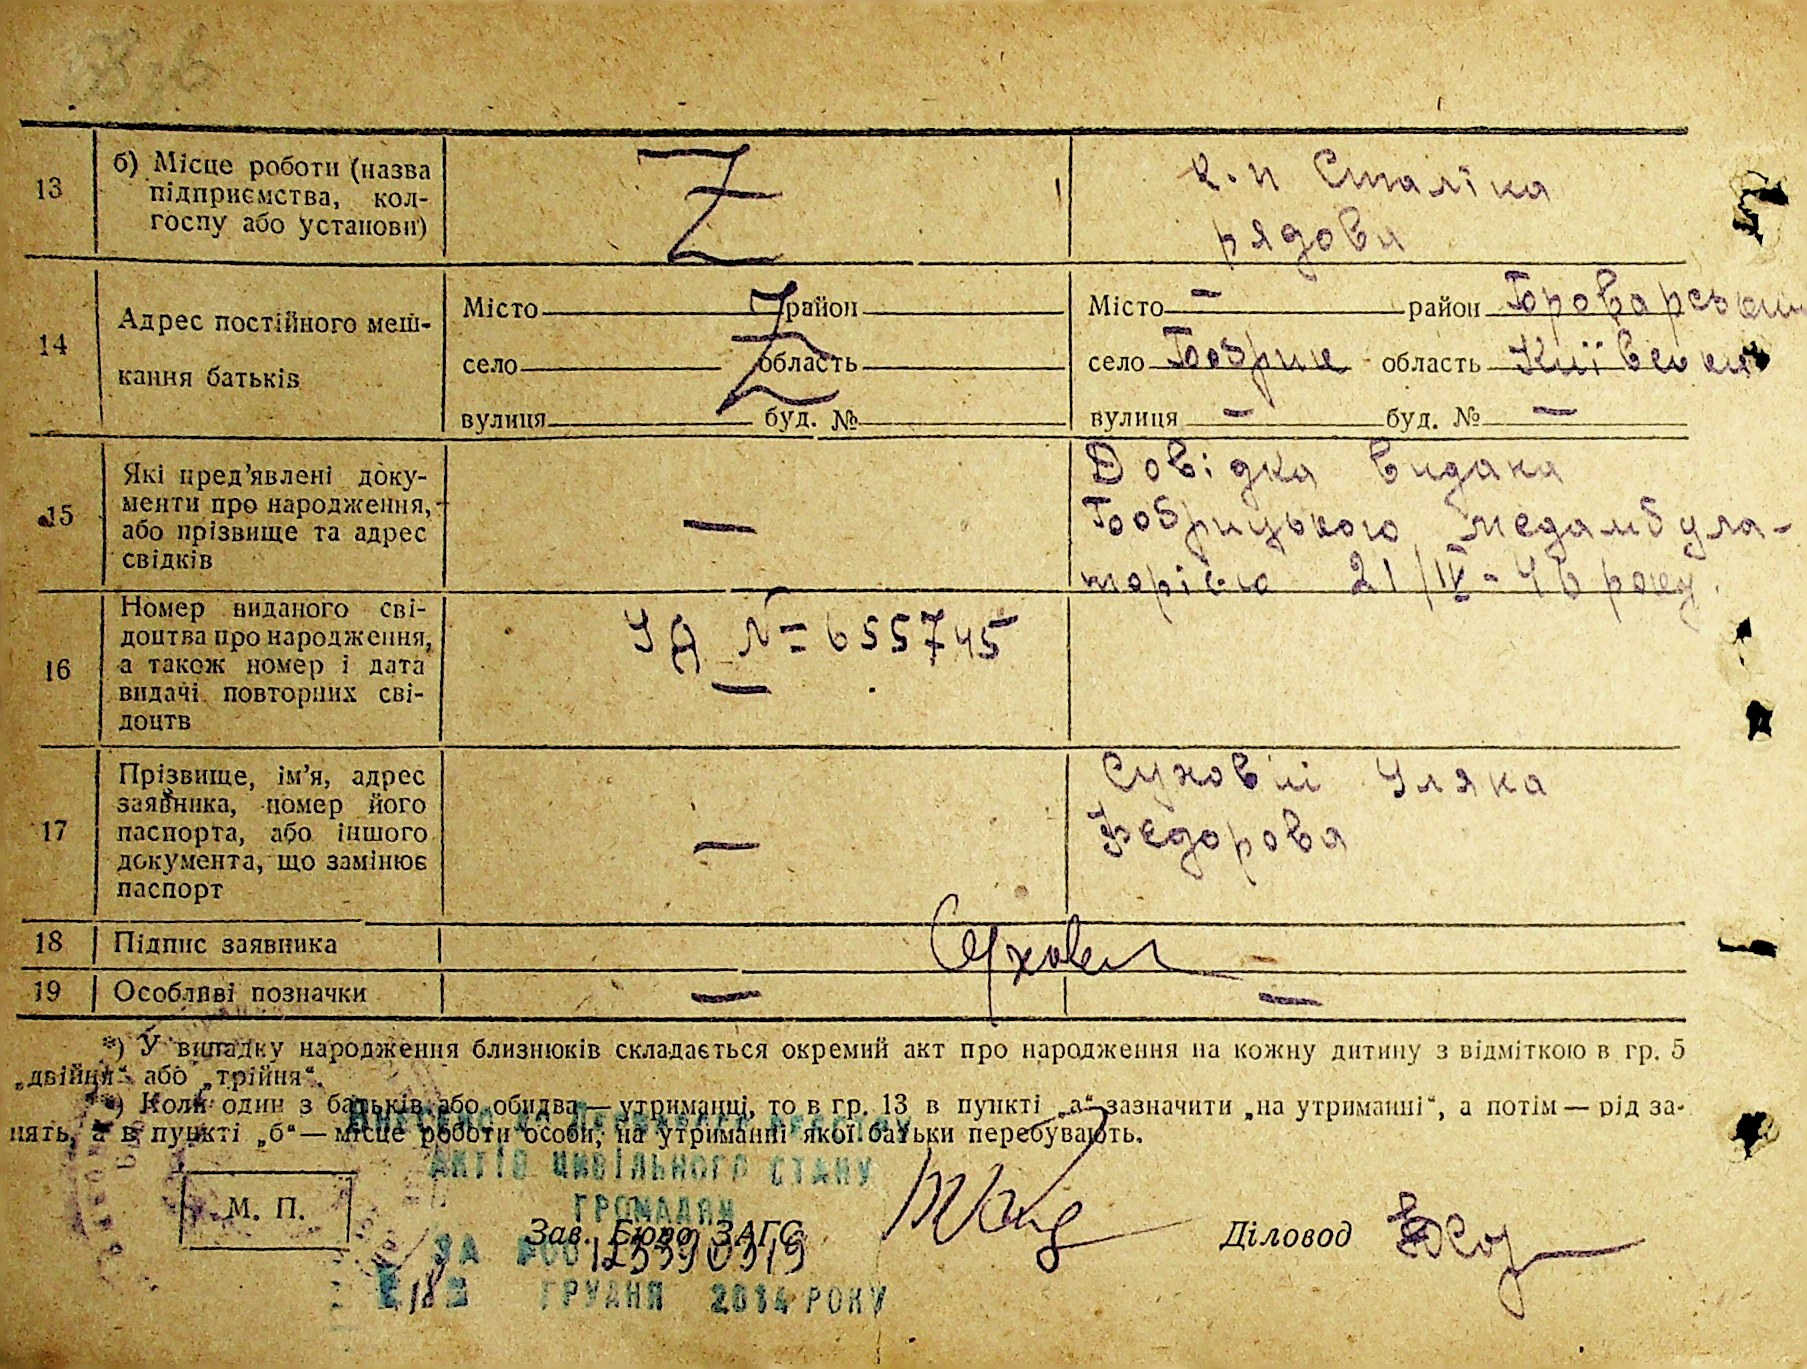 13
б) Місце роботи (назва
підприємства, кол-
госпу або установи)
к.п Сталіна
рядова
14
Адрес постійного меш-
кання батьків
Місто район
село область
вулиця буд. №
Місто — район Броварський
село Бобрик область Київська
вулиця — буд. № —
15
Які пред’явлені доку-
менти про народження,
або прізвище та адрес
свідків
—
Довідка видана
Бобрицькою медамбула-
торією 21/IV-46 року.
16
Номер виданого сві-
доцтва про народження,
а також номер і дата
видачі повторних сві-
доцтв
УА №=655745
17
Прізвище, ім’я, адрес
заявника, номер його
паспорта, або іншого
документа, що замінює
паспорт
—
Суховій Уляна
Федорова
18
Підпис заявника
19
Особливі позначки
— —
*) У випадку народження близнюків складається окремий акт про народження на кожну дитину з відміткою в гр. 5
„двійня“ або „трійня“.
*) Коли один з батьків або обидва — утриманці, то в гр. 13 в пункті „а“ зазначити „на утриманні“, а потім — рід за-
нять, а в пункті „б“ — місце роботи особи, на утриманні якої батьки перебувають.
АКТІВ ЦИВІЛЬНОГО СТАНУ
ГРОМАДЯН
М. П.
Зав. Бюро ЗАГС
Діловод
ЗА
18 ГРУДНЯ 2014 РОКУ